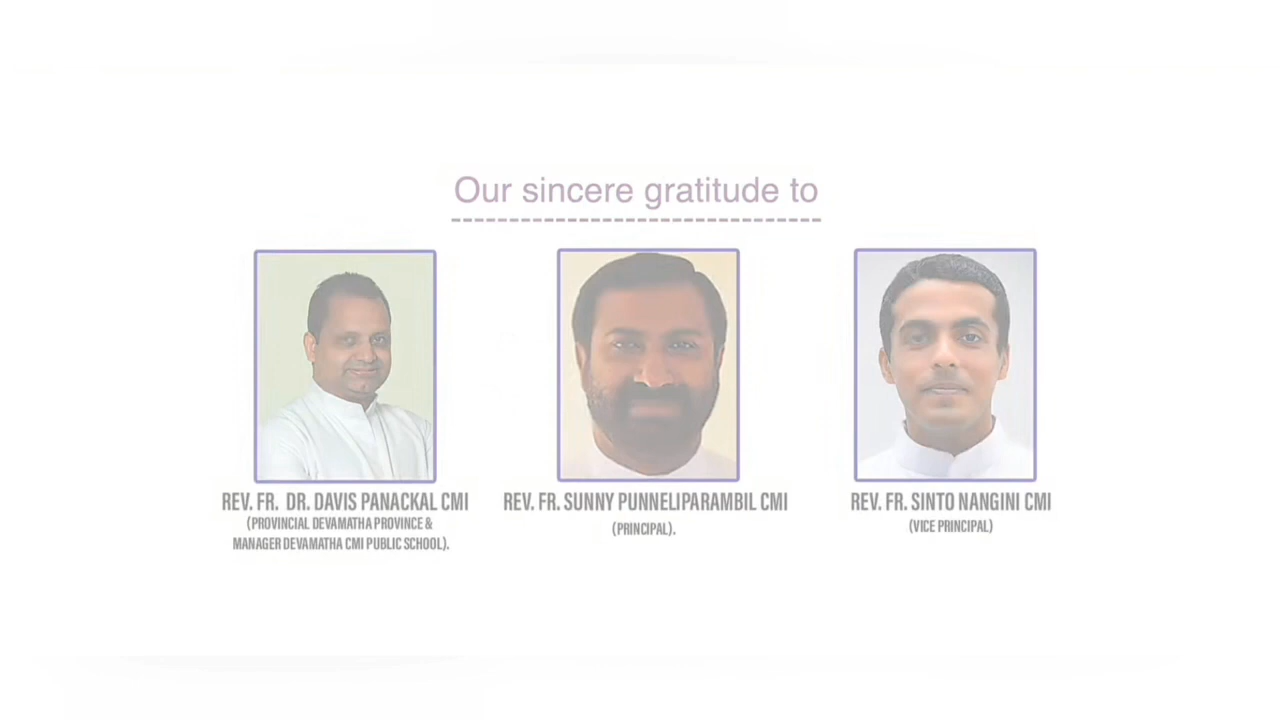 Our sincere gratitude to
REV. FR. DR. DAVIS PANACKAL CMI
(PROVINCIAL DEVAMATHA PROVINCE &
MANAGER DEVAMATHA CMI PUBLIC SCHOOL).
REV. FR. SUNNY PUNNELIPARAMBIL CMI
(PRINCIPAL).
REV. FR. SINTO NANGINI CMI
(VICE PRINCIPAL)